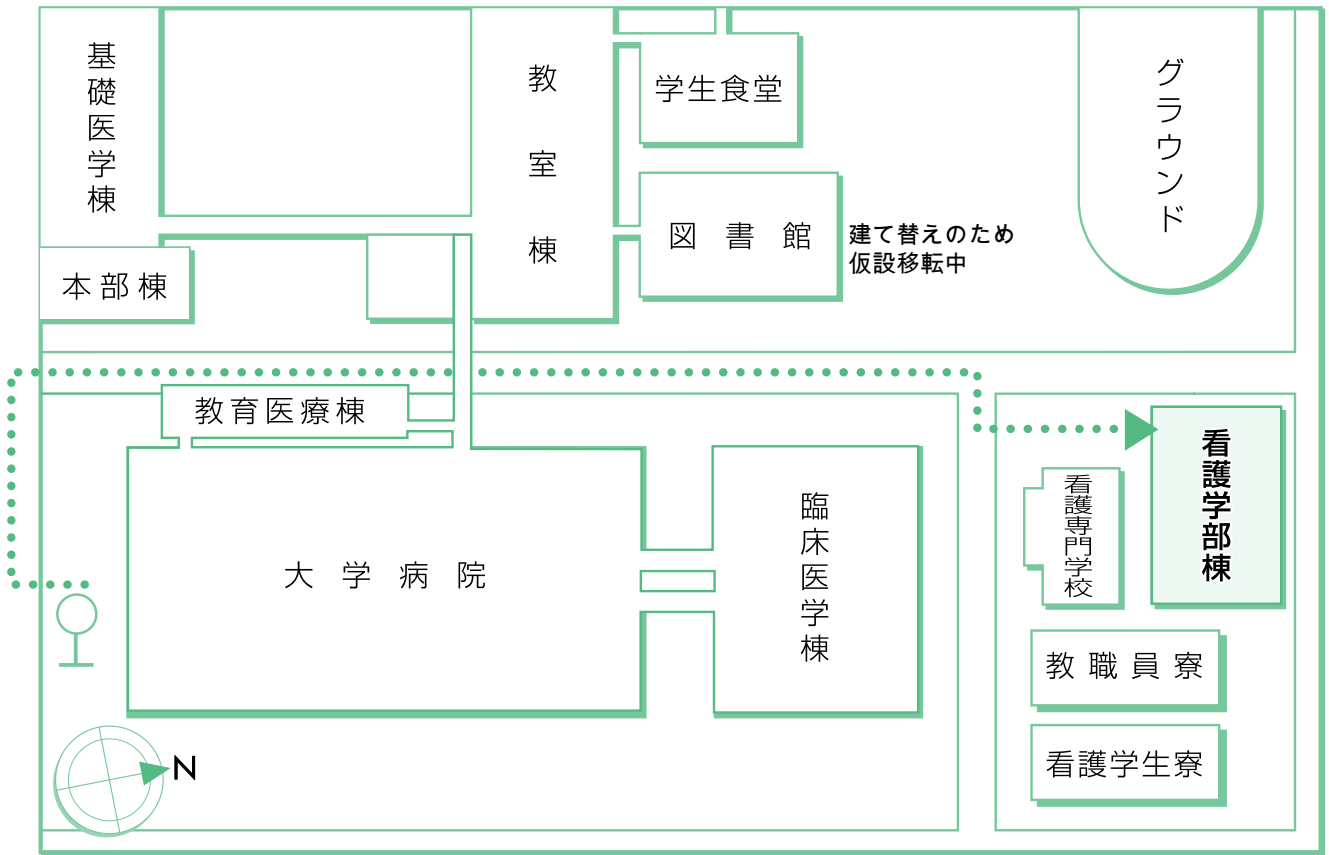 基礎医学棟
教室棟
学生食堂
グラウンド
図書館
建て替えのため
仮設移転中
本部棟
教育医療棟
看護学部棟
看護専門学校
臨床医学棟
大学病院
教職員寮
看護学生寮
N